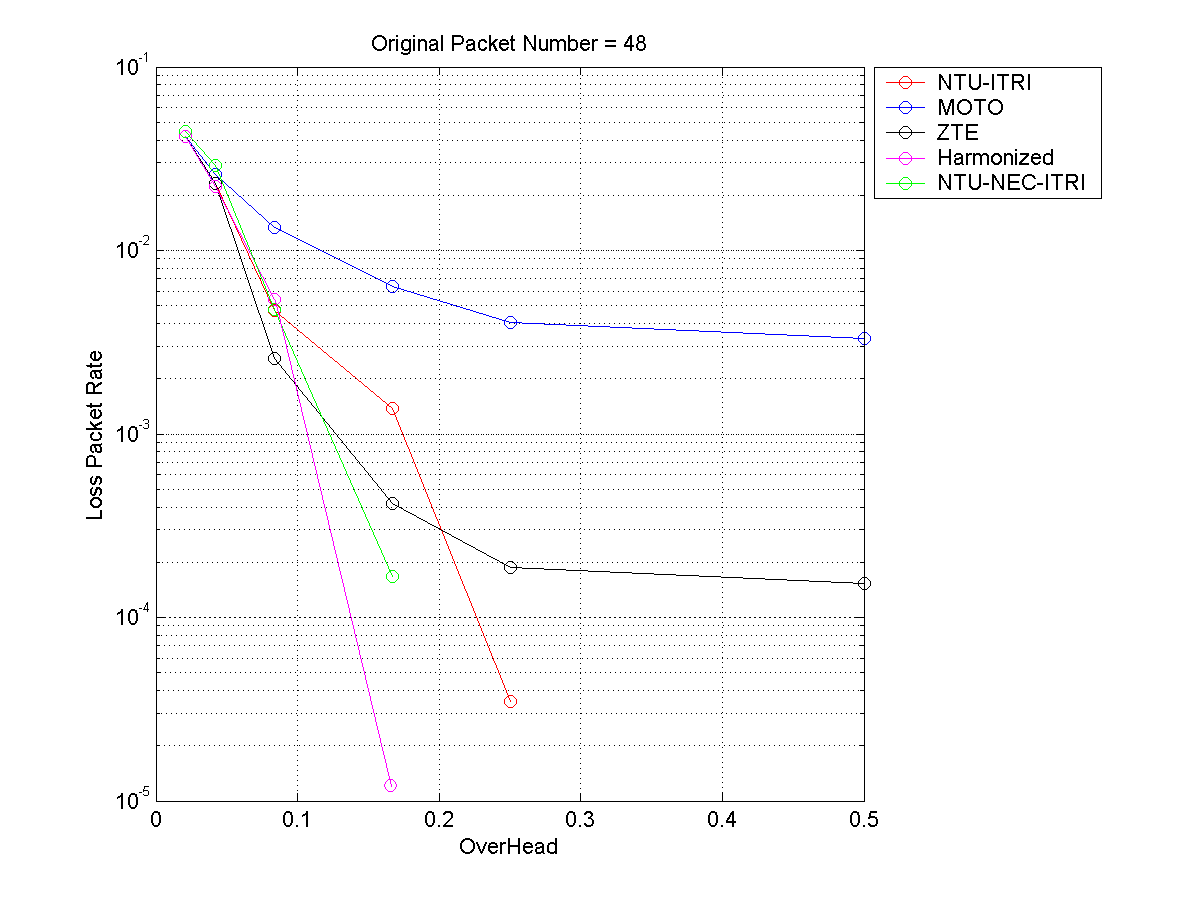 Original Packet Number = 48
10^-1
10^-2
10^-3
10^-4
10^-5
Loss Packet Rate
0 0.1 0.2 0.3 0.4 0.5
OverHead
NTU-ITRI
MOTO
ZTE
Harmonized
NTU-NEC-ITRI